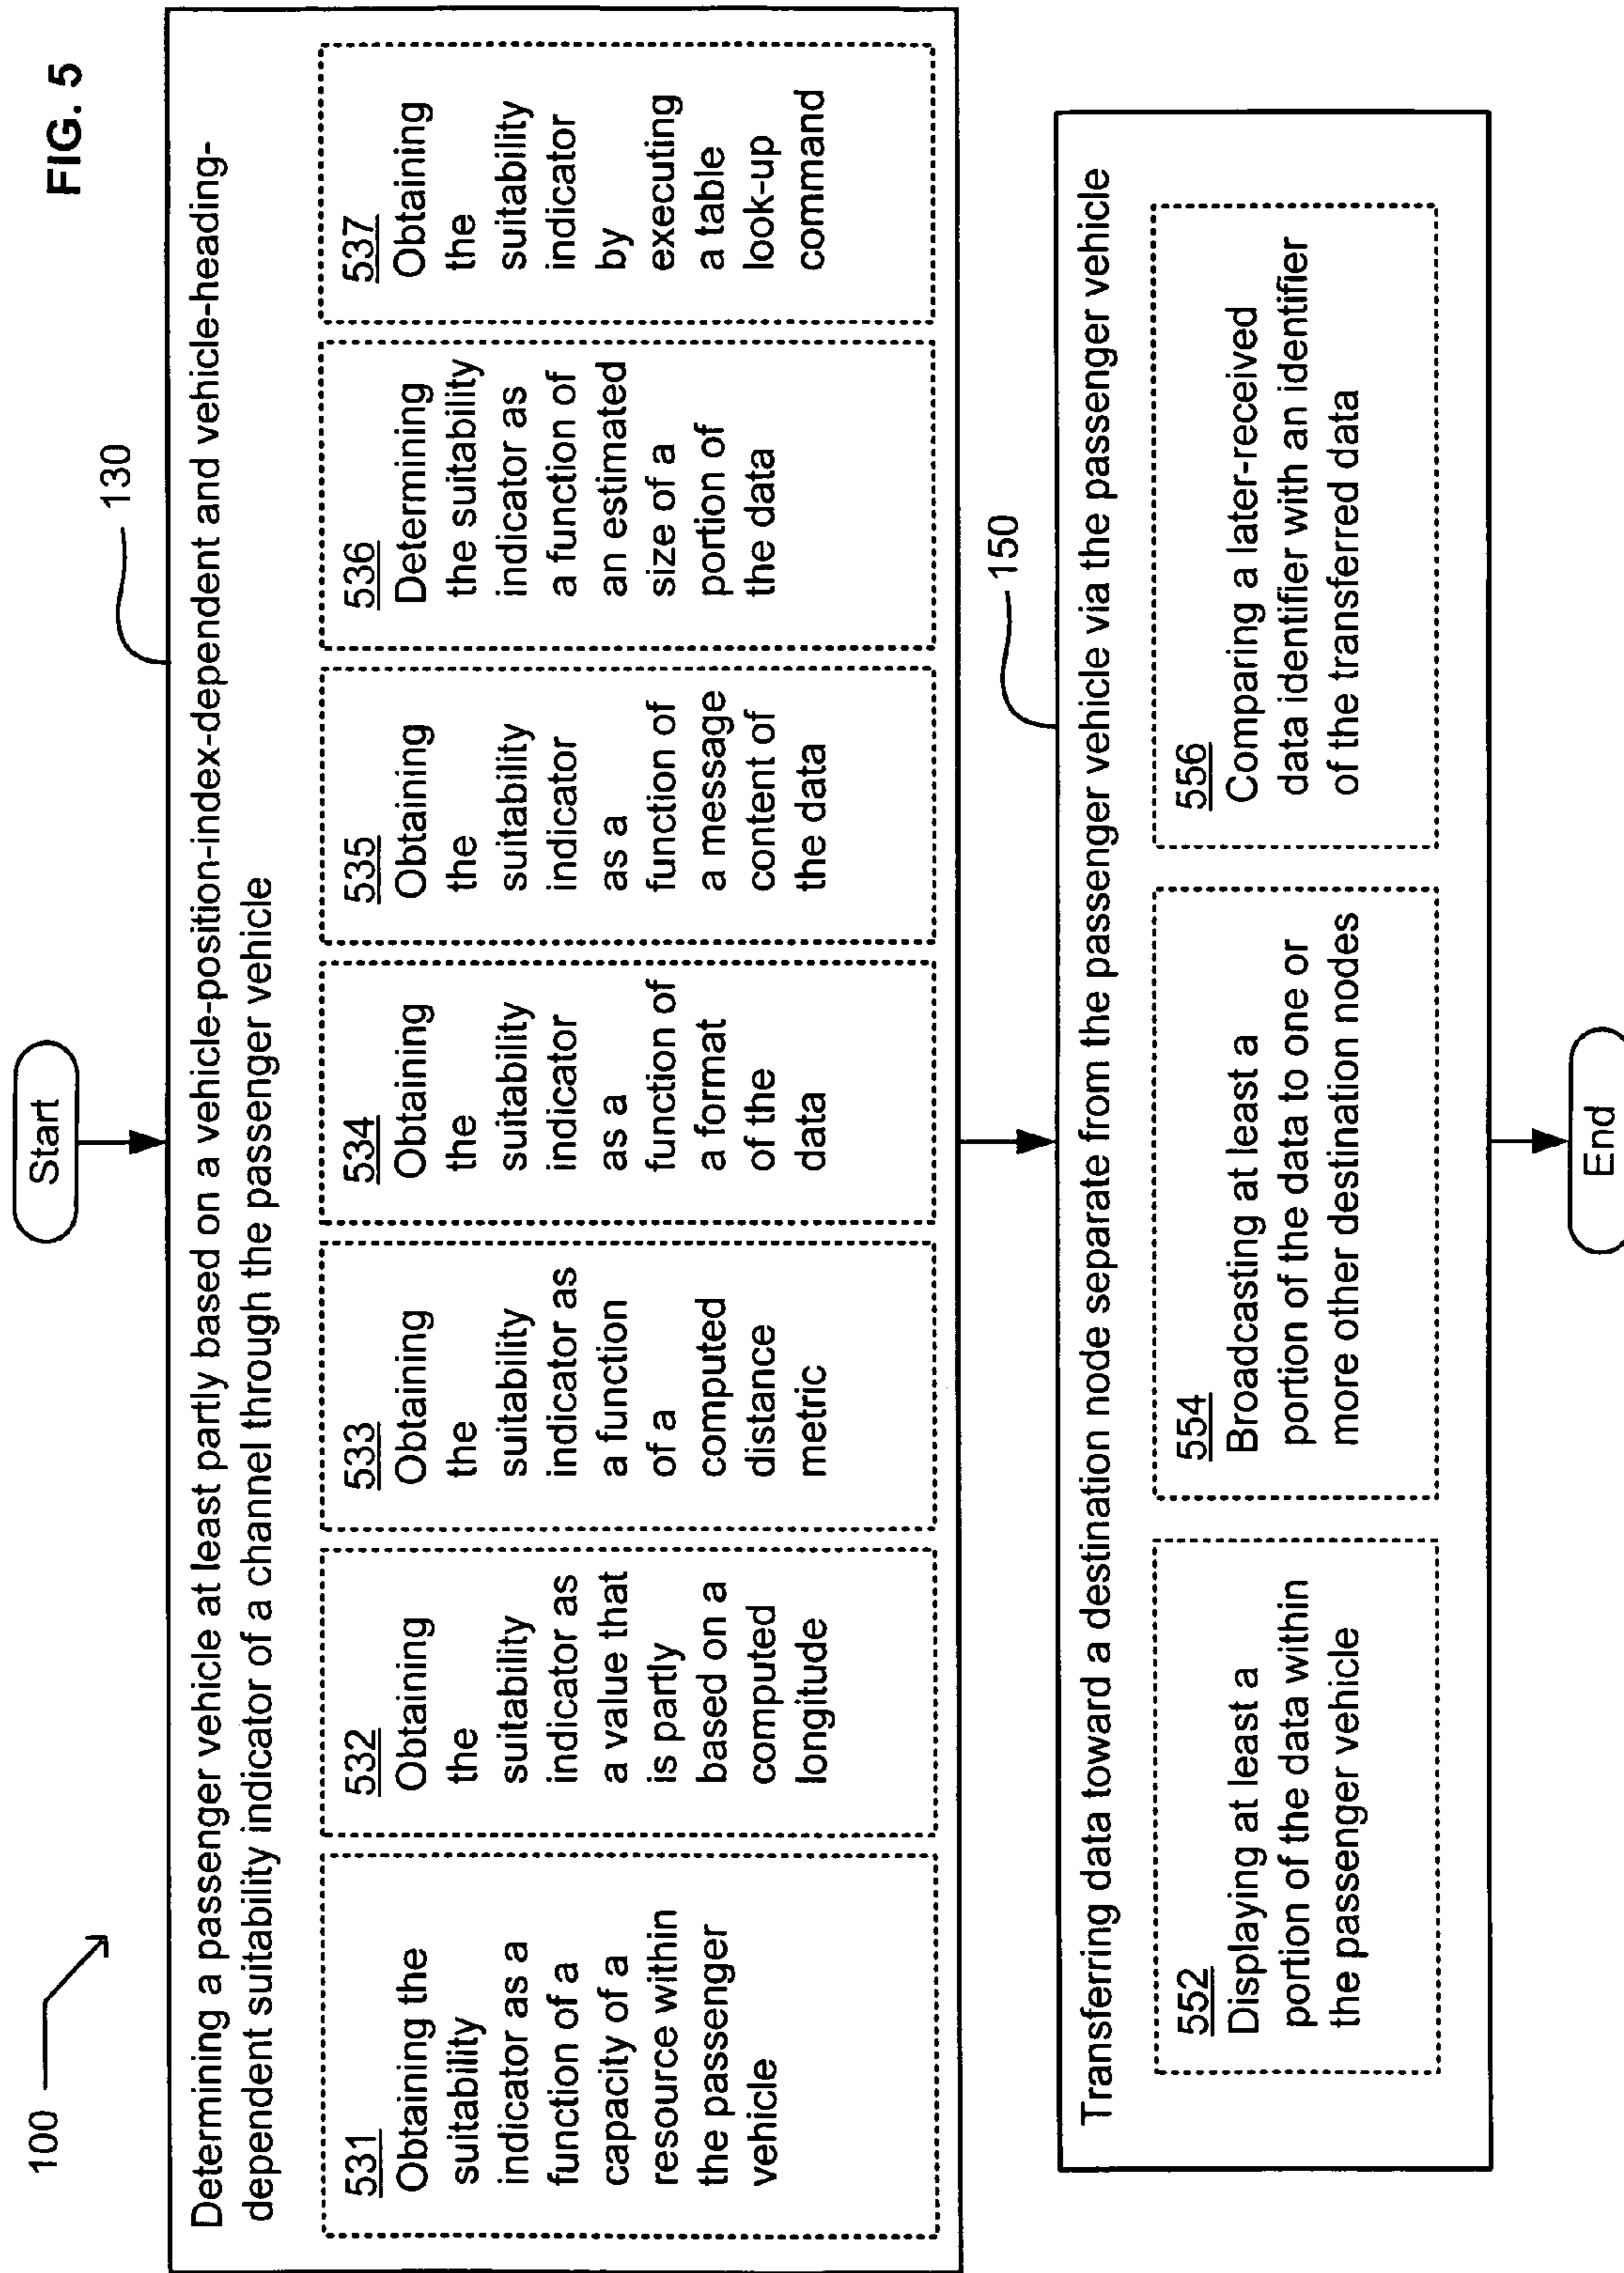 FIG. 5
100
Start
130
Determining a passenger vehicle at least partly based on a vehicle-position-index-dependent and vehicle-heading-
dependent suitability indicator of a channel through the passenger vehicle
531
Obtaining the
suitability
indicator as a
function of a
capacity of a
resource within
the passenger
vehicle
532
Obtaining
the
suitability
indicator as
a value that
is partly
based on a
computed
longitude
533
Obtaining
the
suitability
indicator as
a function
of a
computed
distance
metric
534
Obtaining
the
suitability
indicator
as a
function of
a format
of the
data
535
Obtaining
the
suitability
indicator
as a
function of
a message
content of
the data
536
Determining
the suitability
indicator as
a function of
an estimated
size of a
portion of
the data
537
Obtaining
the
suitability
indicator
by
executing
a table
look-up
command
150
Transferring data toward a destination node separate from the passenger vehicle via the passenger vehicle
552
Displaying at least a
portion of the data within
the passenger vehicle
554
Broadcasting at least a
portion of the data to one or
more other destination nodes
556
Comparing a later-received
data identifier with an identifier
of the transferred data
End